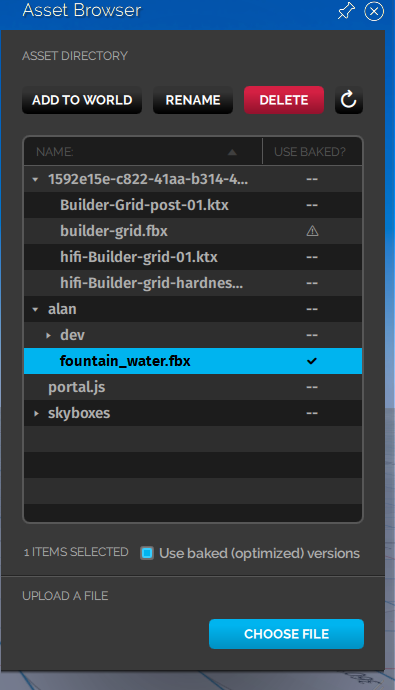 Asset Browser
ASSET DIRECTORY
ADD TO WORLD RENAME DELETE
NAME: USE BAKED?
1592e15e-c822-41aa-b314-4... --
Builder-Grid-post-01.ktx --
builder-grid.fbx
hifi-Builder-grid-01.ktx --
hifi-Builder-grid-hardnes... --
alan --
dev --
fountain_water.fbx
portal.js --
skyboxes --
1 ITEMS SELECTED Use baked (optimized) versions
UPLOAD A FILE
CHOOSE FILE